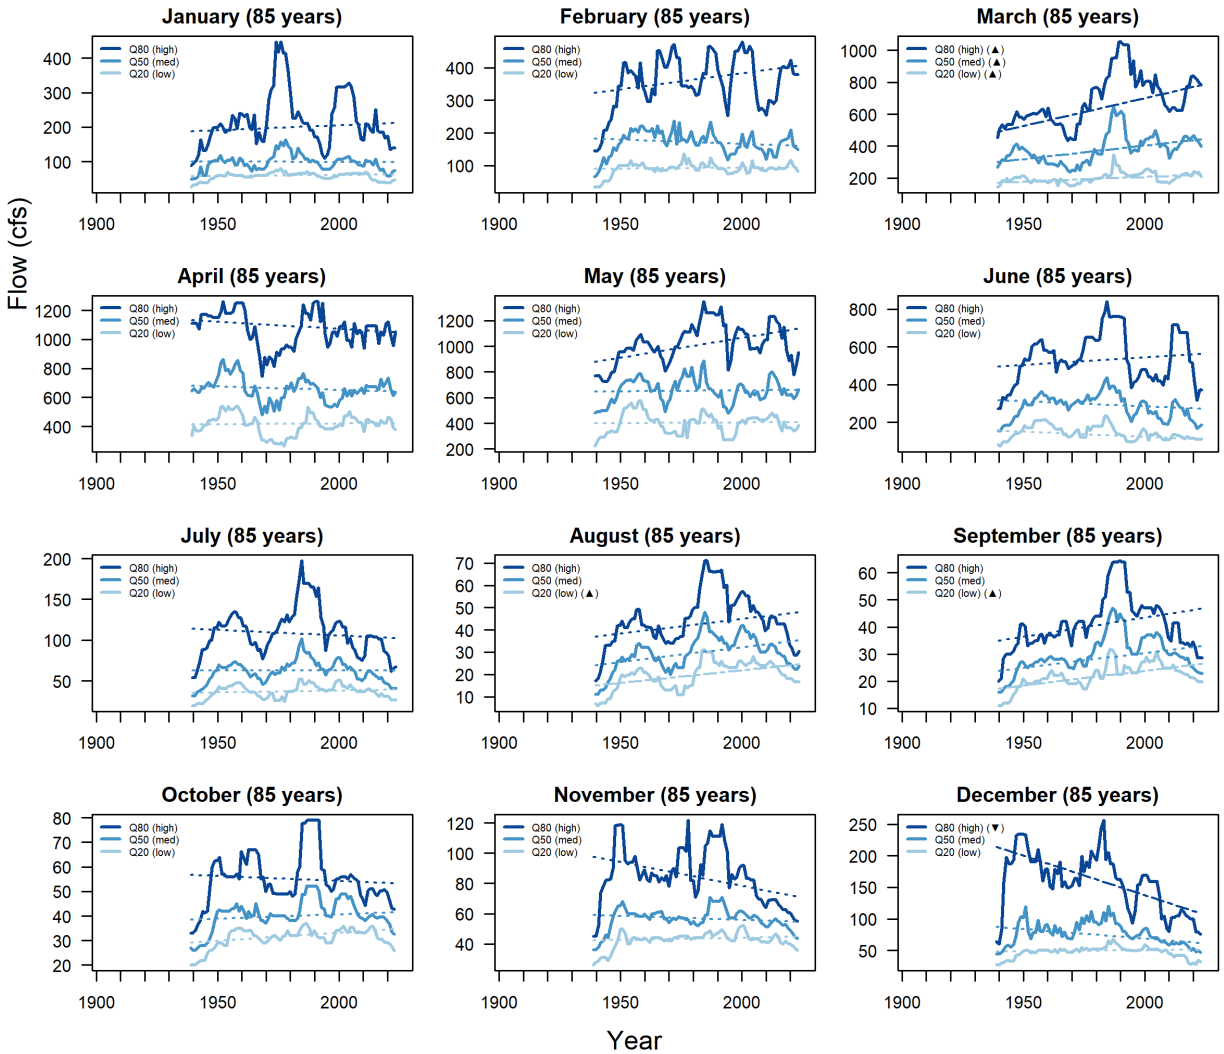 January (85 years)
Q80 (high)
Q50 (med)
Q20 (low)
400
300
200
100
1900
1950
2000
February (85 years)
Q80 (high)
Q50 (med)
Q20 (low)
400
300
200
100
1900
1950
2000
March (85 years)
Q80 (high) (▲)
Q50 (med) (▲)
Q20 (low) (▲)
1000
800
600
400
200
1900
1950
2000
Flow (cfs)
April (85 years)
Q80 (high)
Q50 (med)
Q20 (low)
1200
1000
800
600
400
1900
1950
2000
May (85 years)
Q80 (high)
Q50 (med)
Q20 (low)
1200
1000
800
600
400
200
1900
1950
2000
June (85 years)
Q80 (high)
Q50 (med)
Q20 (low)
800
600
400
200
1900
1950
2000
July (85 years)
Q80 (high)
Q50 (med)
Q20 (low)
200
150
100
50
1900
1950
2000
August (85 years)
Q80 (high)
Q50 (med)
Q20 (low) (▲)
70
60
50
40
30
20
10
1900
1950
2000
September (85 years)
Q80 (high)
Q50 (med)
Q20 (low) (▲)
60
50
40
30
20
10
1900
1950
2000
October (85 years)
Q80 (high)
Q50 (med)
Q20 (low)
80
70
60
50
40
30
20
1900
1950
2000
November (85 years)
Q80 (high)
Q50 (med)
Q20 (low)
120
100
80
60
40
1900
1950
2000
December (85 years)
Q80 (high) (▼)
Q50 (med)
Q20 (low)
250
200
150
100
50
1900
1950
2000
Year